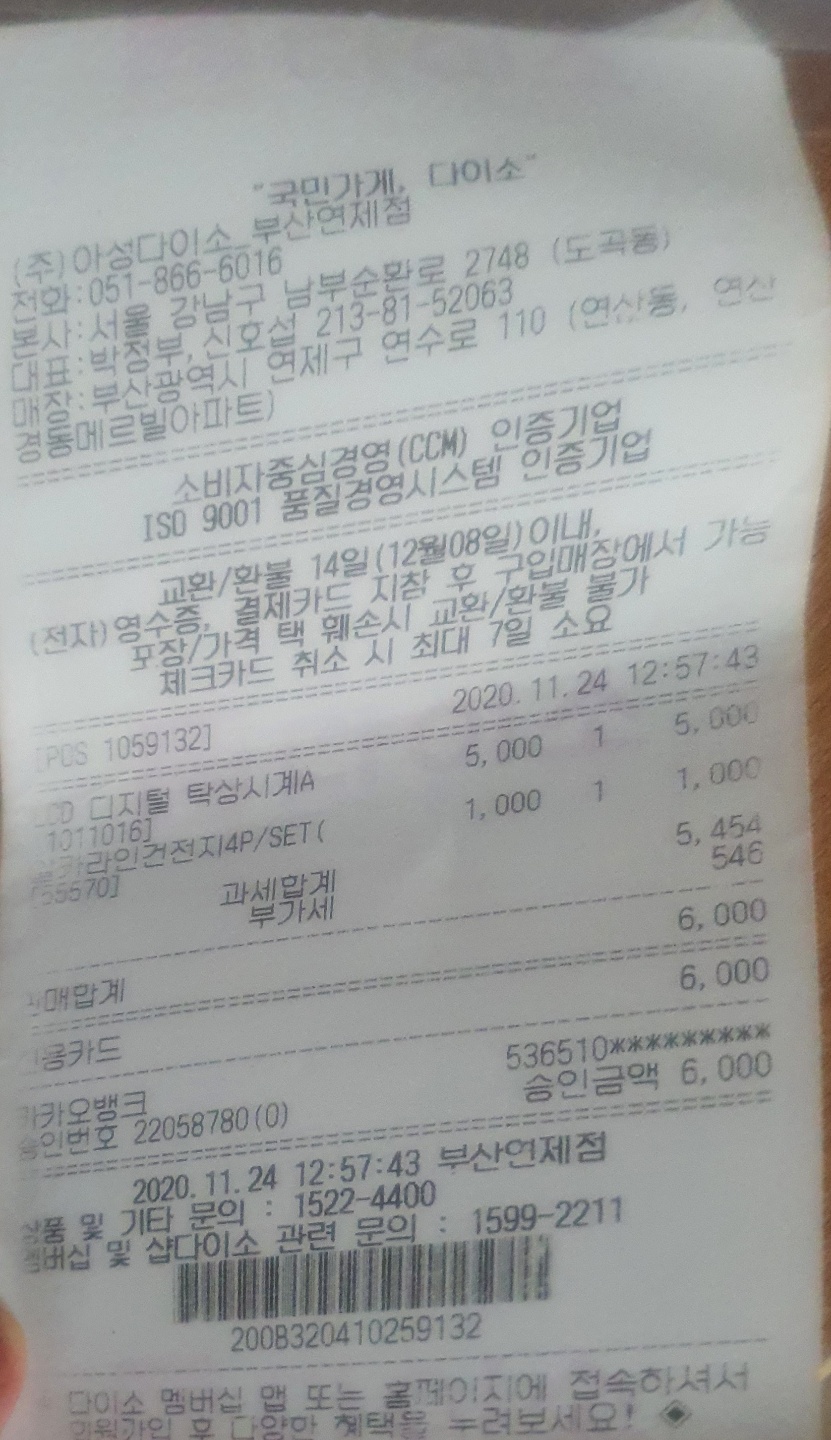 "국민가게, 다이소"
(주)아성다이소_부산연제점
전화:051-866-6016
본사:서울 강남구 남부순환로 2748 (도곡동)
대표:박정부,신호섭 213-81-52063
매장:부산광역시 연제구 연수로 110 (연산동, 연산
경동메르빌아파트)
소비자중심경영(CCM) 인증기업
ISO 9001 품질경영시스템 인증기업
교환/환불 14일(12월08일)이내,
(전자)영수증, 결제카드 지참 후 구입매장에서 가능
포장/가격 택 훼손시 교환/환불 불가
체크카드 취소 시 최대 7일 소요
[POS 1059132] 2020.11.24 12:57:43
디지털 탁상시계A 5,000 1 5,000
1011016]
알카라인건전지4P/SET( 1,000 1 1,000
과세합계 5,454
부가세 546
판매합계 6,000
신용카드 6,000
카카오뱅크 536510*********
승인번호 22058780(0) 승인금액 6,000
2020.11.24 12:57:43 부산연제점
상품 및 기타 문의 : 1522-4400
멤버십 및 샵다이소 관련 문의 : 1599-2211
200B320410259132
다이소 멤버십 앱 또는 홈페이지에 접속하셔서
회원가입 후 다양한 혜택을 누려보세요! ◈